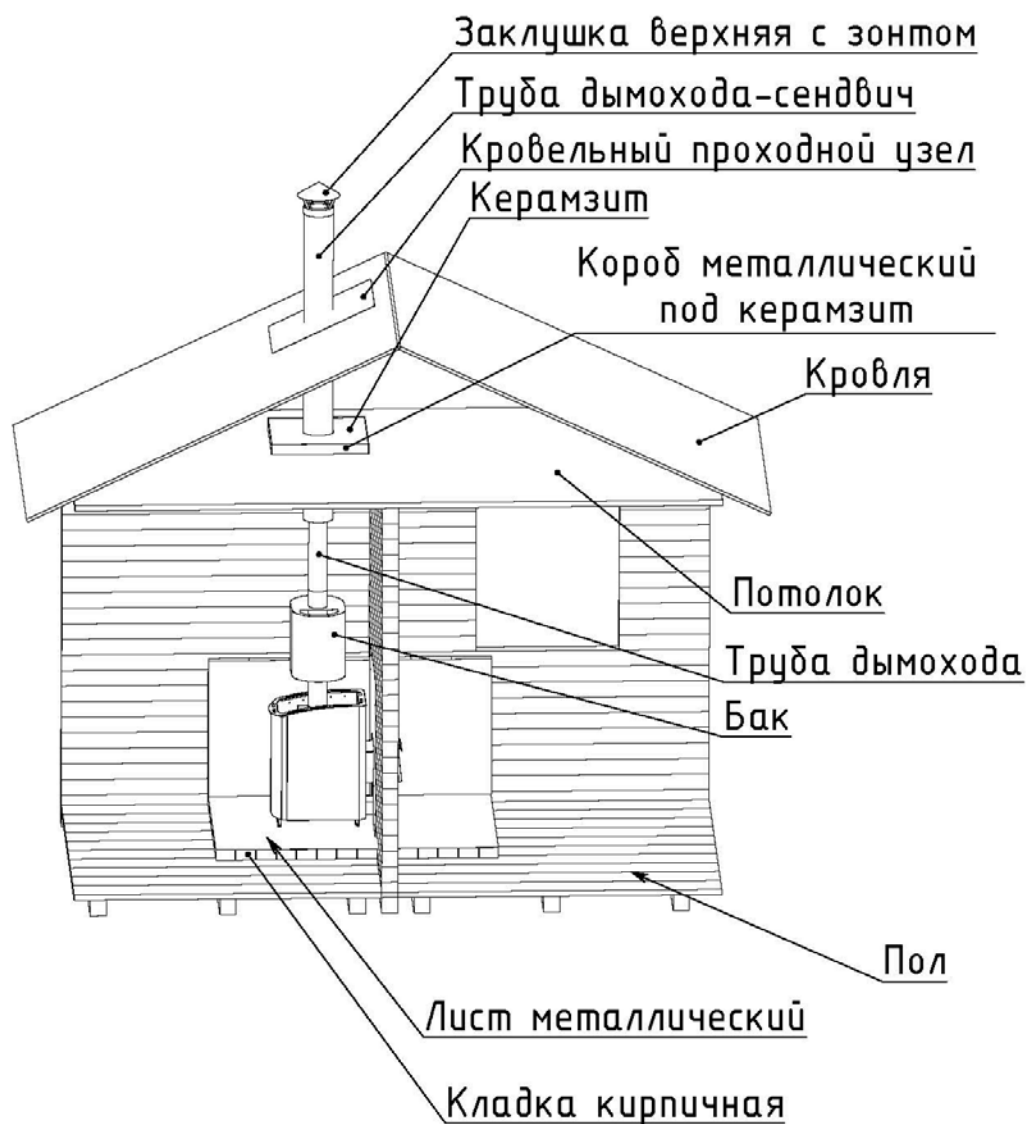 Заклушка верхняя с зонтом
Труба дымохода-сендвич
Кровельный проходной узел
Керамзит
Короб металлический
под керамзит
Кровля
Потолок
Труба дымохода
Бак
Пол
Лист металлический
Кладка кирпичная